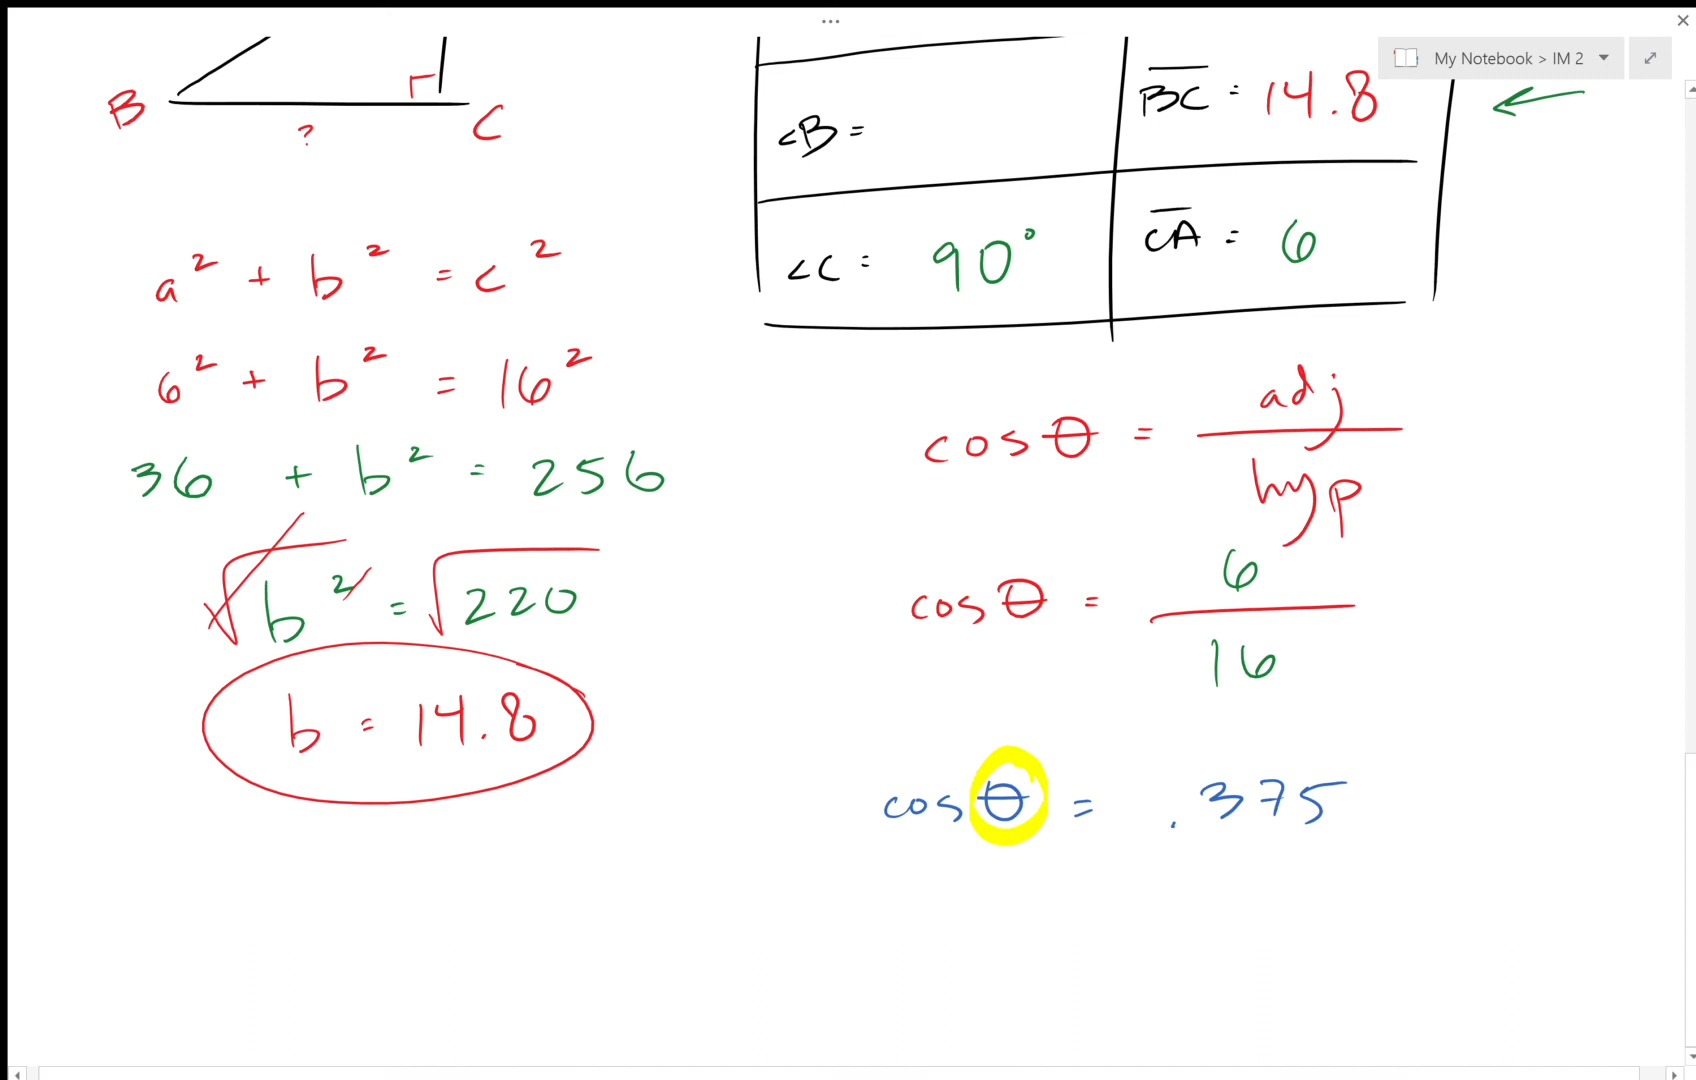 My Notebook > IM 2
B
?
C
<B =
BC = 14.8
<C = 90°
CA = 6
a² + b² = c²
6² + b² = 16²
36 + b² = 256
√b² = √220
b = 14.8
cos θ = adj / hyp
cos θ = 6 / 16
cos θ = .375